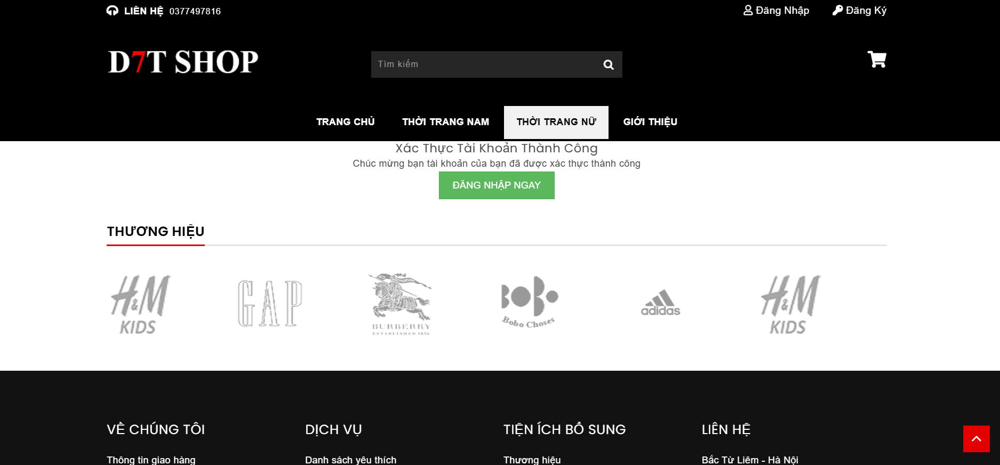 LIÊN HỆ 0377497816
Đăng Nhập Đăng Ký
D7T SHOP
Tìm kiếm
TRANG CHỦ THỜI TRANG NAM THỜI TRANG NỮ GIỚI THIỆU
Xác Thực Tài Khoản Thành Công
Chúc mừng bạn tài khoản của bạn đã được xác thực thành công
ĐĂNG NHẬP NGAY
THƯƠNG HIỆU
H&M KIDS
GAP
BURBERRY
ESTABLISHED 1856
BOBO
Bobo Choses
adidas
H&M KIDS
VỀ CHÚNG TÔI DỊCH VỤ TIỆN ÍCH BỔ SUNG LIÊN HỆ
Thông tin giao hàng Danh sách yêu thích Thương hiệu Bắc Từ Liêm - Hà Nội